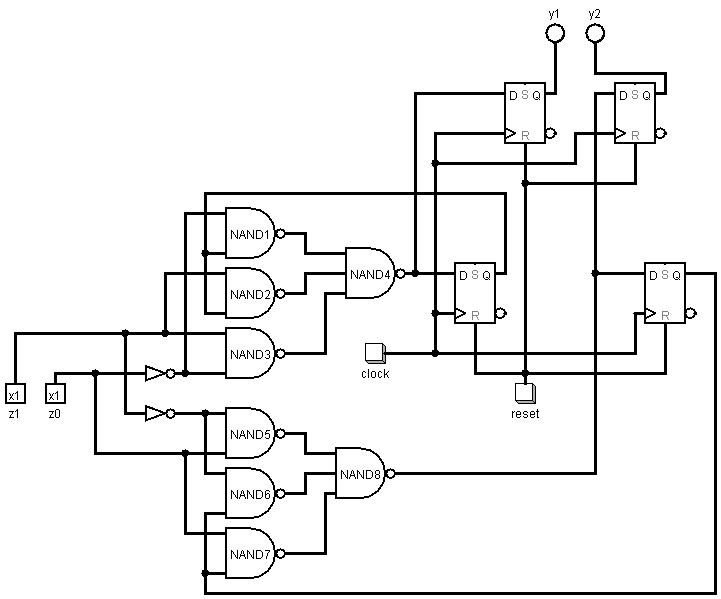 y1 y2
D S Q D S Q
R R
NAND1
NAND4 D S Q D S Q
NAND2
R R
NAND3
clock
x1 x1
z1 z0 reset
NAND5
NAND8
NAND6
NAND7